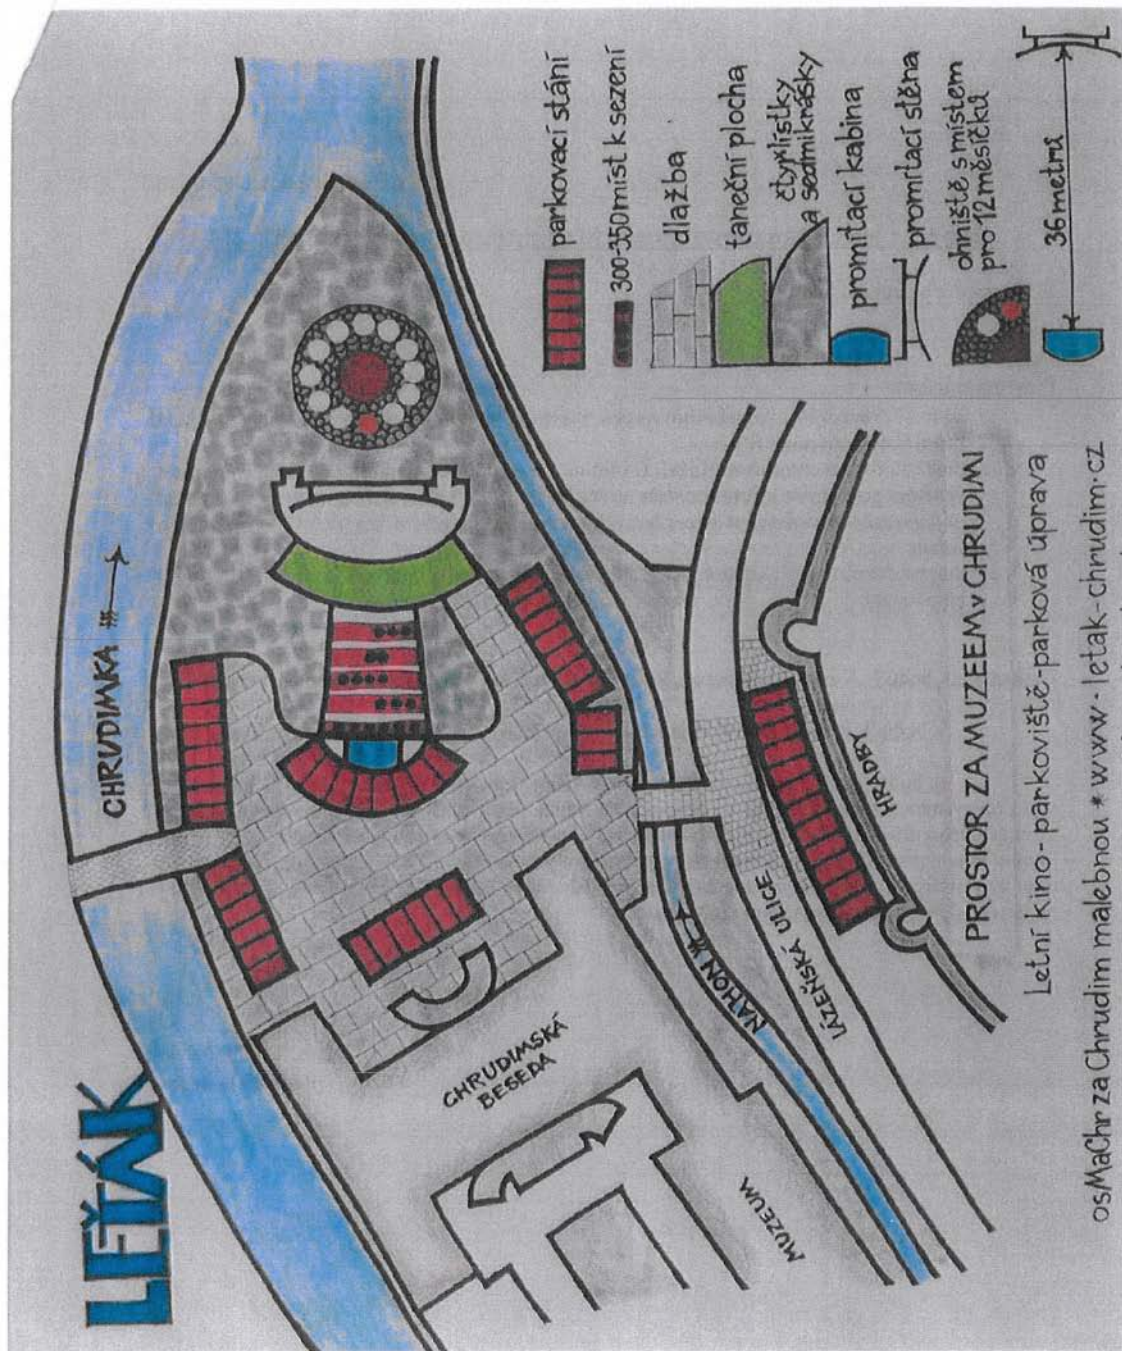 LEŤÁK
CHRUDIMKA
CHRUDIMSKÁ
BESEDA
MUZEUM
NÁHON
LÁZEŇSKÁ ULICE
HRADBY
parkovací stání
300-350 míst k sezení
dlažba
taneční plocha
čtyřlístky
a sedmikrásky
promítací kabina
promítací stěna
ohniště s místem
pro 12 měsíčků
36 metrů
PROSTOR ZA MUZEEM v CHRUDIMI
Letní kino - parkoviště - parková úprava
osMaChr za Chrudim malebnou * www - letak - chrudim.cz